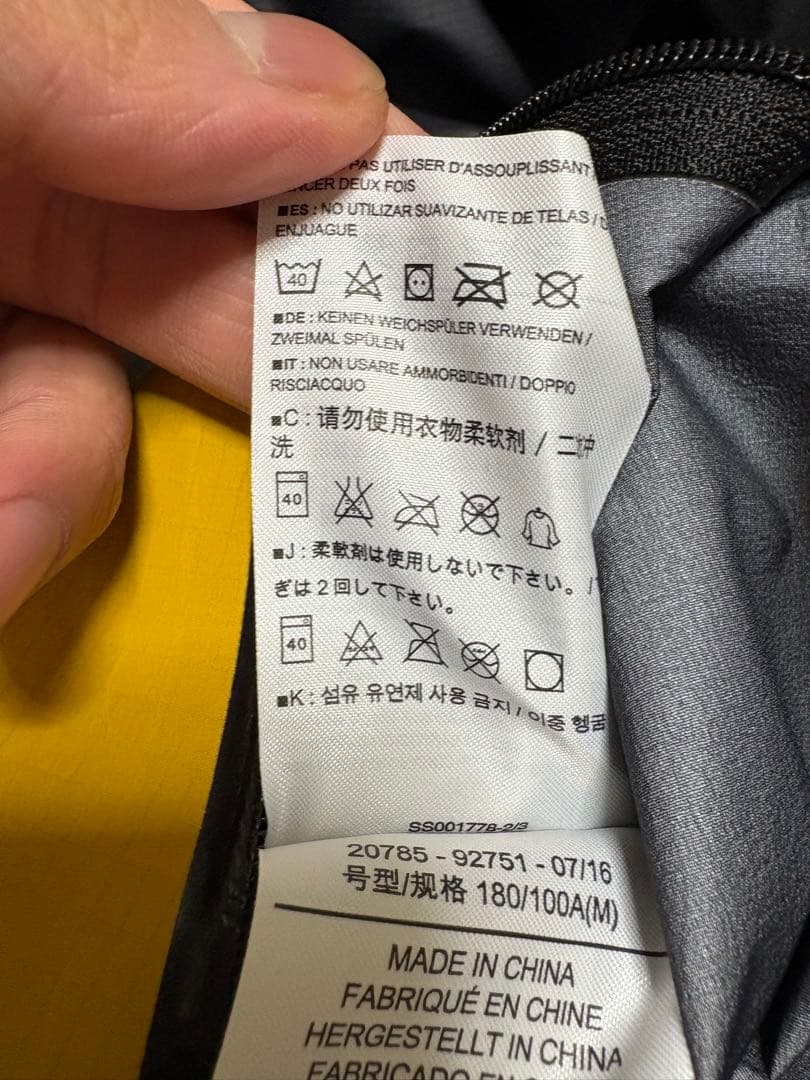 PAS UTILISER D'ASSOUPLISSANT
DEUX FOIS
■ES : NO UTILIZAR SUAVIZANTE DE TELAS /
ENJUAGUE
40
■DE : KEINEN WEICHSPÜLER VERWENDEN /
ZWEIMAL SPÜLEN
■IT : NON USARE AMMORBIDENTI / DOPPIO
RISCIACQUO
■C : 请勿使用衣物柔软剂 / 二次冲
洗
40
■J : 柔軟剤は使用しないで下さい。 /
ぎは2回して下さい。
40
■K : 섬유 유연제 사용 금지 / 이중 헹굼
SS001778-2/3
20785 - 92751 - 07/16
号型/规格 180/100A(M)
MADE IN CHINA
FABRIQUÉ EN CHINE
HERGESTELLT IN CHINA
FABRICADO EN CHINA